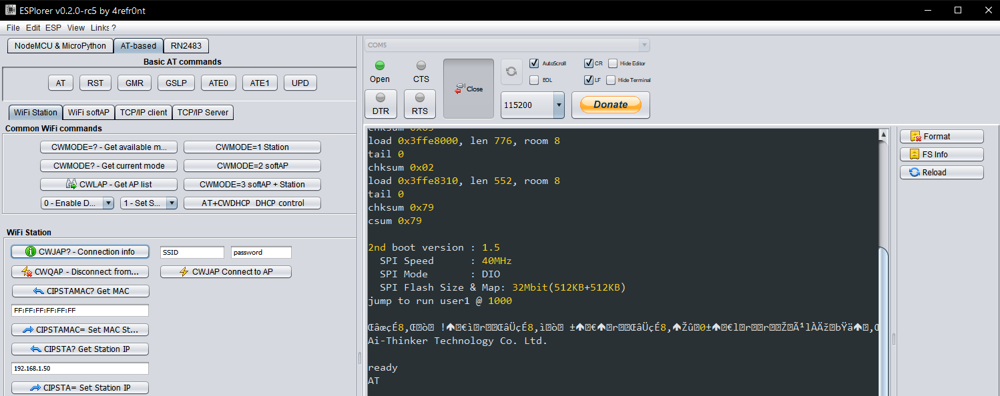 ESPlorer v0.2.0-rc5 by 4refr0nt
File Edit ESP View Links ?
NodeMCU & MicroPython AT-based RN2483
Basic AT commands
AT RST GMR GSLP ATE0 ATE1 UPD
WiFi Station WiFi softAP TCP/IP client TCP/IP Server
Common WiFi commands
CWMODE=? - Get available m... CWMODE=1 Station
CWMODE? - Get current mode CWMODE=2 softAP
CWLAP - Get AP list CWMODE=3 softAP + Station
0 - Enable D... 1 - Set S... AT+CWDHCP DHCP control
WiFi Station
CWJAP? - Connection info SSID password
CWQAP - Disconnect from... CWJAP Connect to AP
CIPSTAMAC? Get MAC
FF:FF:FF:FF:FF:FF
CIPSTAMAC= Set MAC St...
CIPSTA? Get Station IP
192.168.1.50
CIPSTA= Set Station IP
COM5
Open CTS Close AutoScroll CR Hide Editor
EOL LF Hide Terminal
DTR RTS 115200 Donate
load 0x3ffe8000, len 776, room 8
tail 0
chksum 0x02
load 0x3ffe8310, len 552, room 8
tail 0
chksum 0x79
csum 0x79
2nd boot version : 1.5
SPI Speed : 40MHz
SPI Mode : DIO
SPI Flash Size & Map: 32Mbit(512KB+512KB)
jump to run user1 @ 1000
Ai-Thinker Technology Co. Ltd.
ready
AT
Format
FS Info
Reload